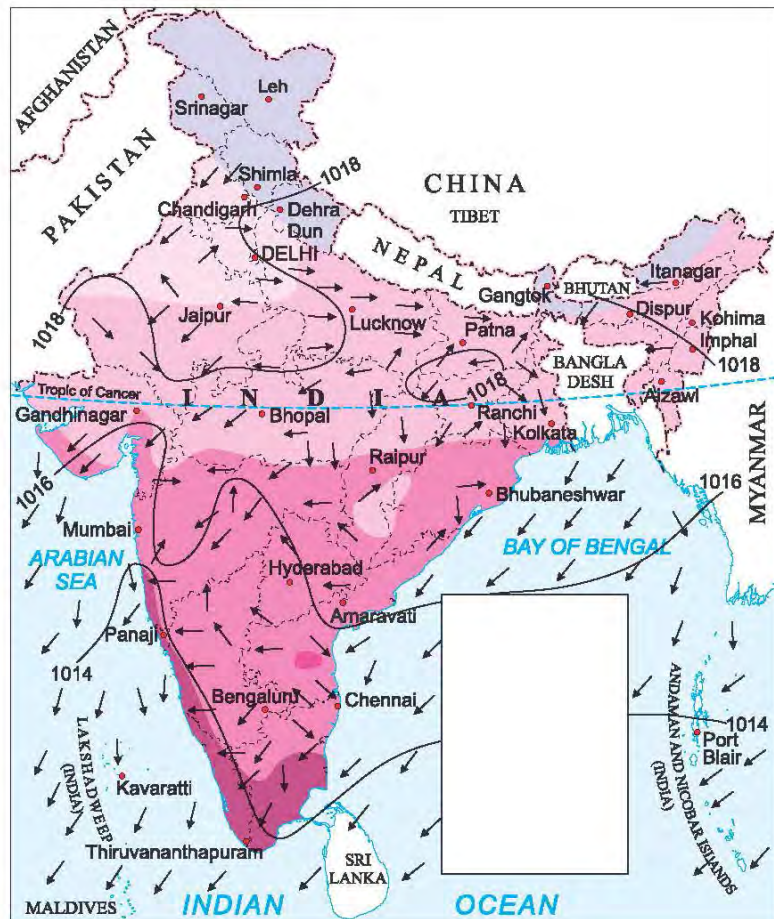 AFGHANISTAN
PAKISTAN
Leh
Srinagar
Shimla
1018
Chandigarh
Dehra
Dun
DELHI
CHINA
TIBET
NEPAL
1018
Jaipur
Lucknow
Gangtok
BHUTAN
Itanagar
Dispur
Kohima
Imphal
Patna
1018
BANGLA
DESH
1018
Tropic of Cancer
I N D I A
Gandhinagar
Bhopal
Ranchi
Kolkata
Aizawl
MYANMAR
1016
Raipur
1016
Bhubaneshwar
Mumbai
ARABIAN
SEA
BAY OF BENGAL
Hyderabad
Amaravati
Panaji
1014
Bengaluru
Chennai
1014
Port
Blair
ANDAMAN AND NICOBAR ISLANDS
(INDIA)
LAKSHADWEEP
(INDIA)
Kavaratti
Thiruvananthapuram
SRI
LANKA
MALDIVES
INDIAN OCEAN